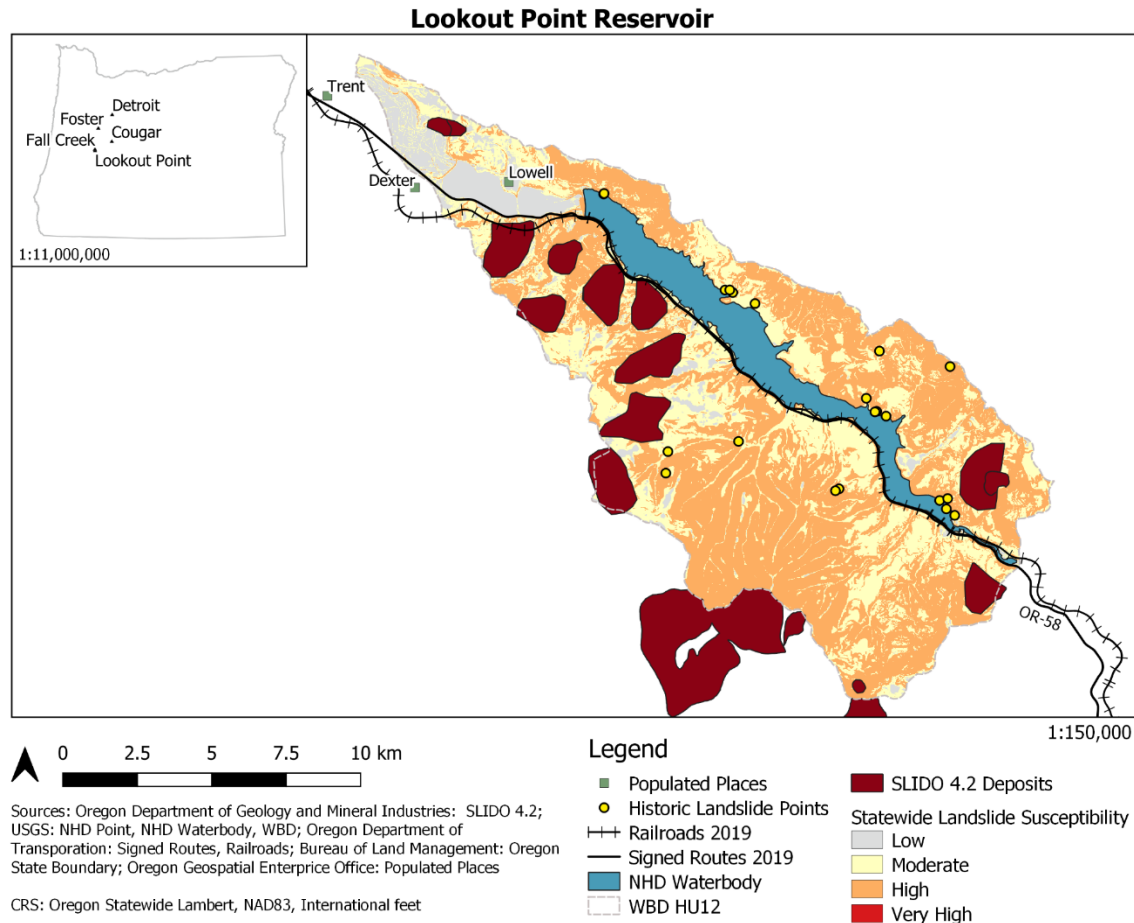 Lookout Point Reservoir
Detroit
Foster
Cougar
Fall Creek
Lookout Point
1:11,000,000
Trent
Dexter
Lowell
OR-58
1:150,000
0 2.5 5 7.5 10 km
Sources: Oregon Department of Geology and Mineral Industries: SLIDO 4.2;
USGS: NHD Point, NHD Waterbody, WBD; Oregon Department of
Transporation: Signed Routes, Railroads; Bureau of Land Management: Oregon
State Boundary; Oregon Geospatial Enterprice Office: Populated Places
CRS: Oregon Statewide Lambert, NAD83, International feet
Legend
Populated Places
Historic Landslide Points
Railroads 2019
Signed Routes 2019
NHD Waterbody
WBD HU12
SLIDO 4.2 Deposits
Statewide Landslide Susceptibility
Low
Moderate
High
Very High